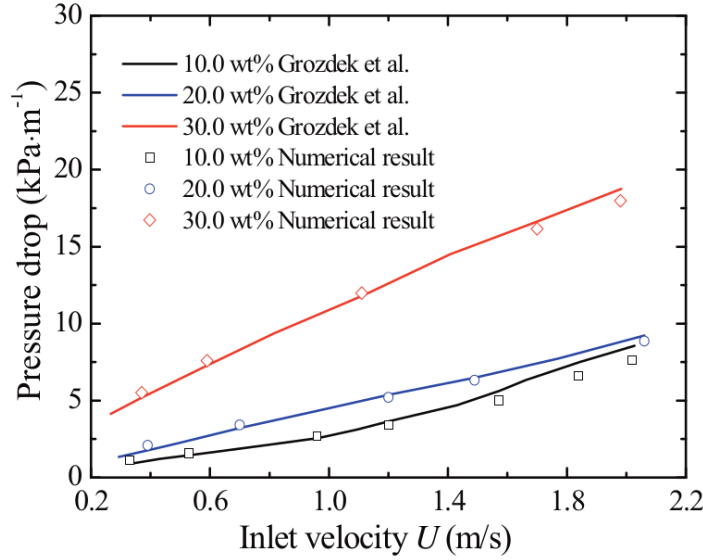 30
25
20
15
10
5
0
Pressure drop (kPa·m⁻¹)
10.0 wt% Grozdek et al.
20.0 wt% Grozdek et al.
30.0 wt% Grozdek et al.
10.0 wt% Numerical result
20.0 wt% Numerical result
30.0 wt% Numerical result
0.2 0.6 1.0 1.4 1.8 2.2
Inlet velocity U (m/s)